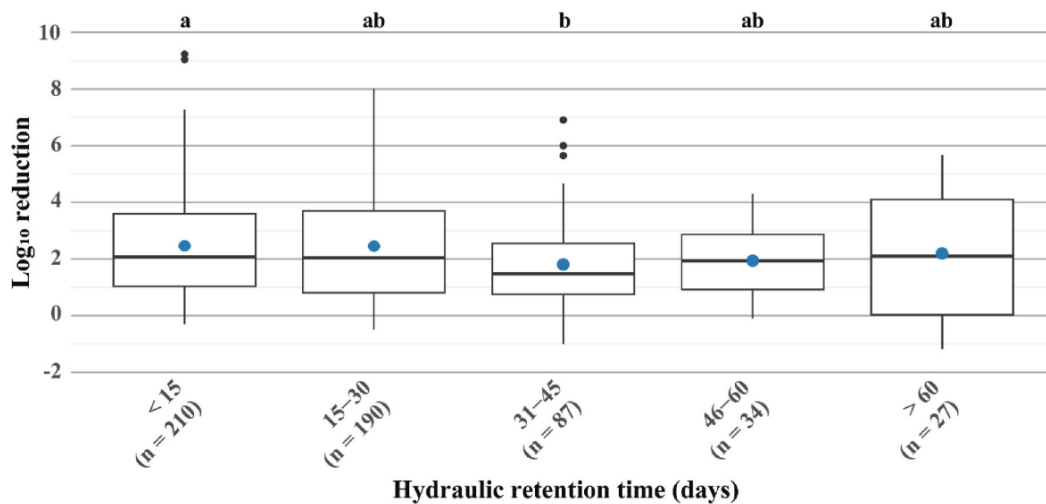 a ab b ab ab
10
8
6
4
2
0
-2
Log₁₀ reduction
< 15
(n = 210)
15–30
(n = 190)
31–45
(n = 87)
46–60
(n = 34)
> 60
(n = 27)
Hydraulic retention time (days)